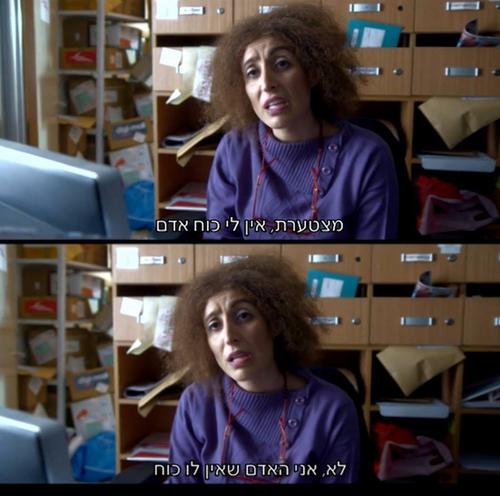 מצטערת, אין לי כוח אדם
לא, אני האדם שאין לו כוח